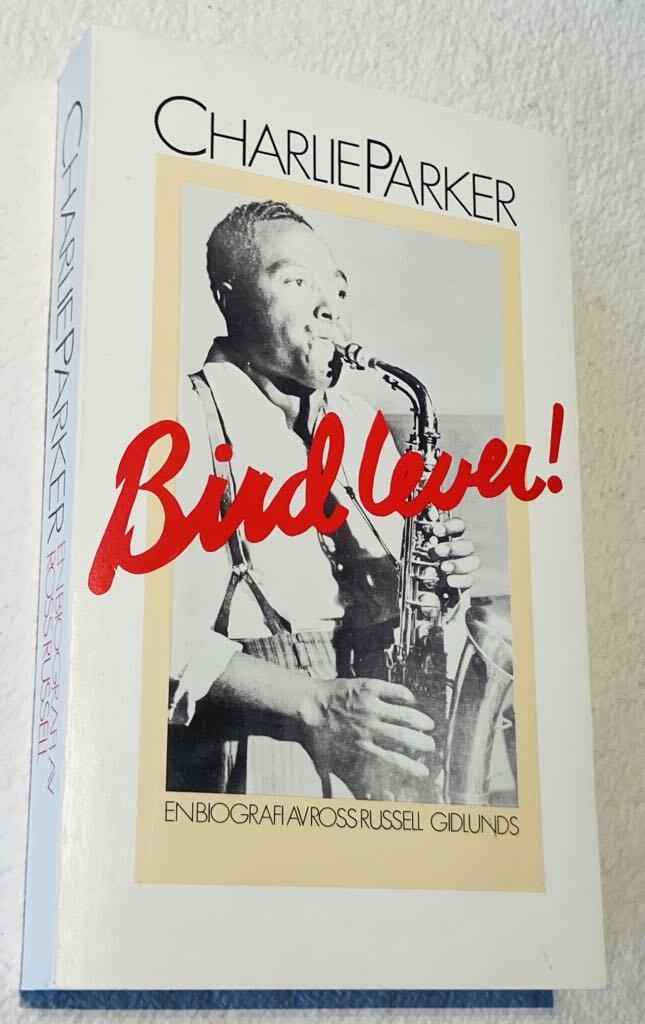 CHARLIE PARKER
Bird lever!
EN BIOGRAFI AV ROSS RUSSELL GIDLUNDS
CHARLIE PARKER
EN BIOGRAFI AV
ROSS RUSSELL